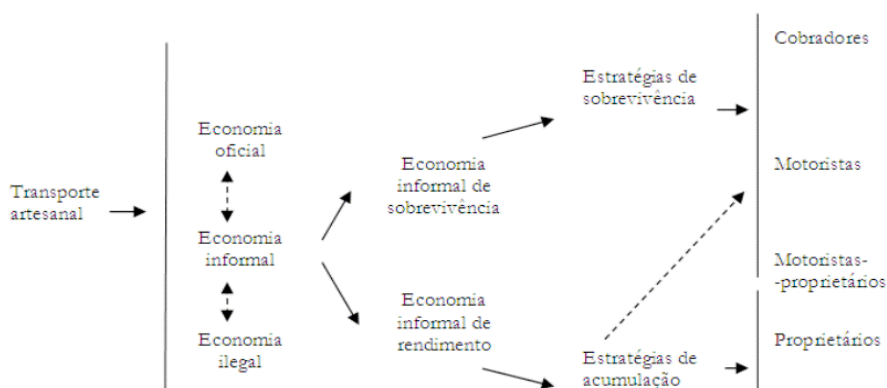 Transporte
artesanal
Economia
oficial
Economia
informal
Economia
ilegal
Economia
informal de
sobrevivência
Economia
informal de
rendimento
Estratégias de
sobrevivência
Estratégias de
acumulação
Cobradores
Motoristas
Motoristas-
-proprietários
Proprietários